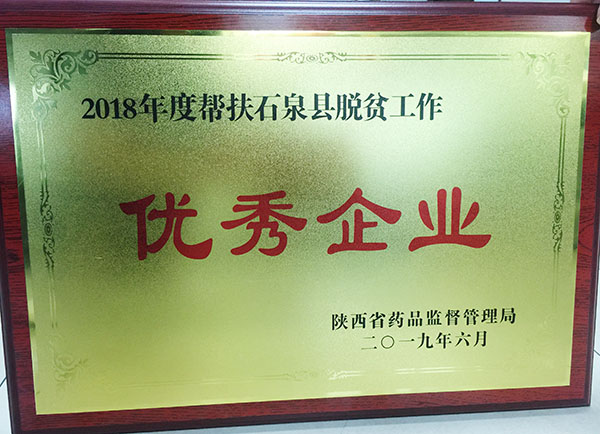 2018年度帮扶石泉县脱贫工作
优秀企业
陕西省药品监督管理局
二〇一九年六月